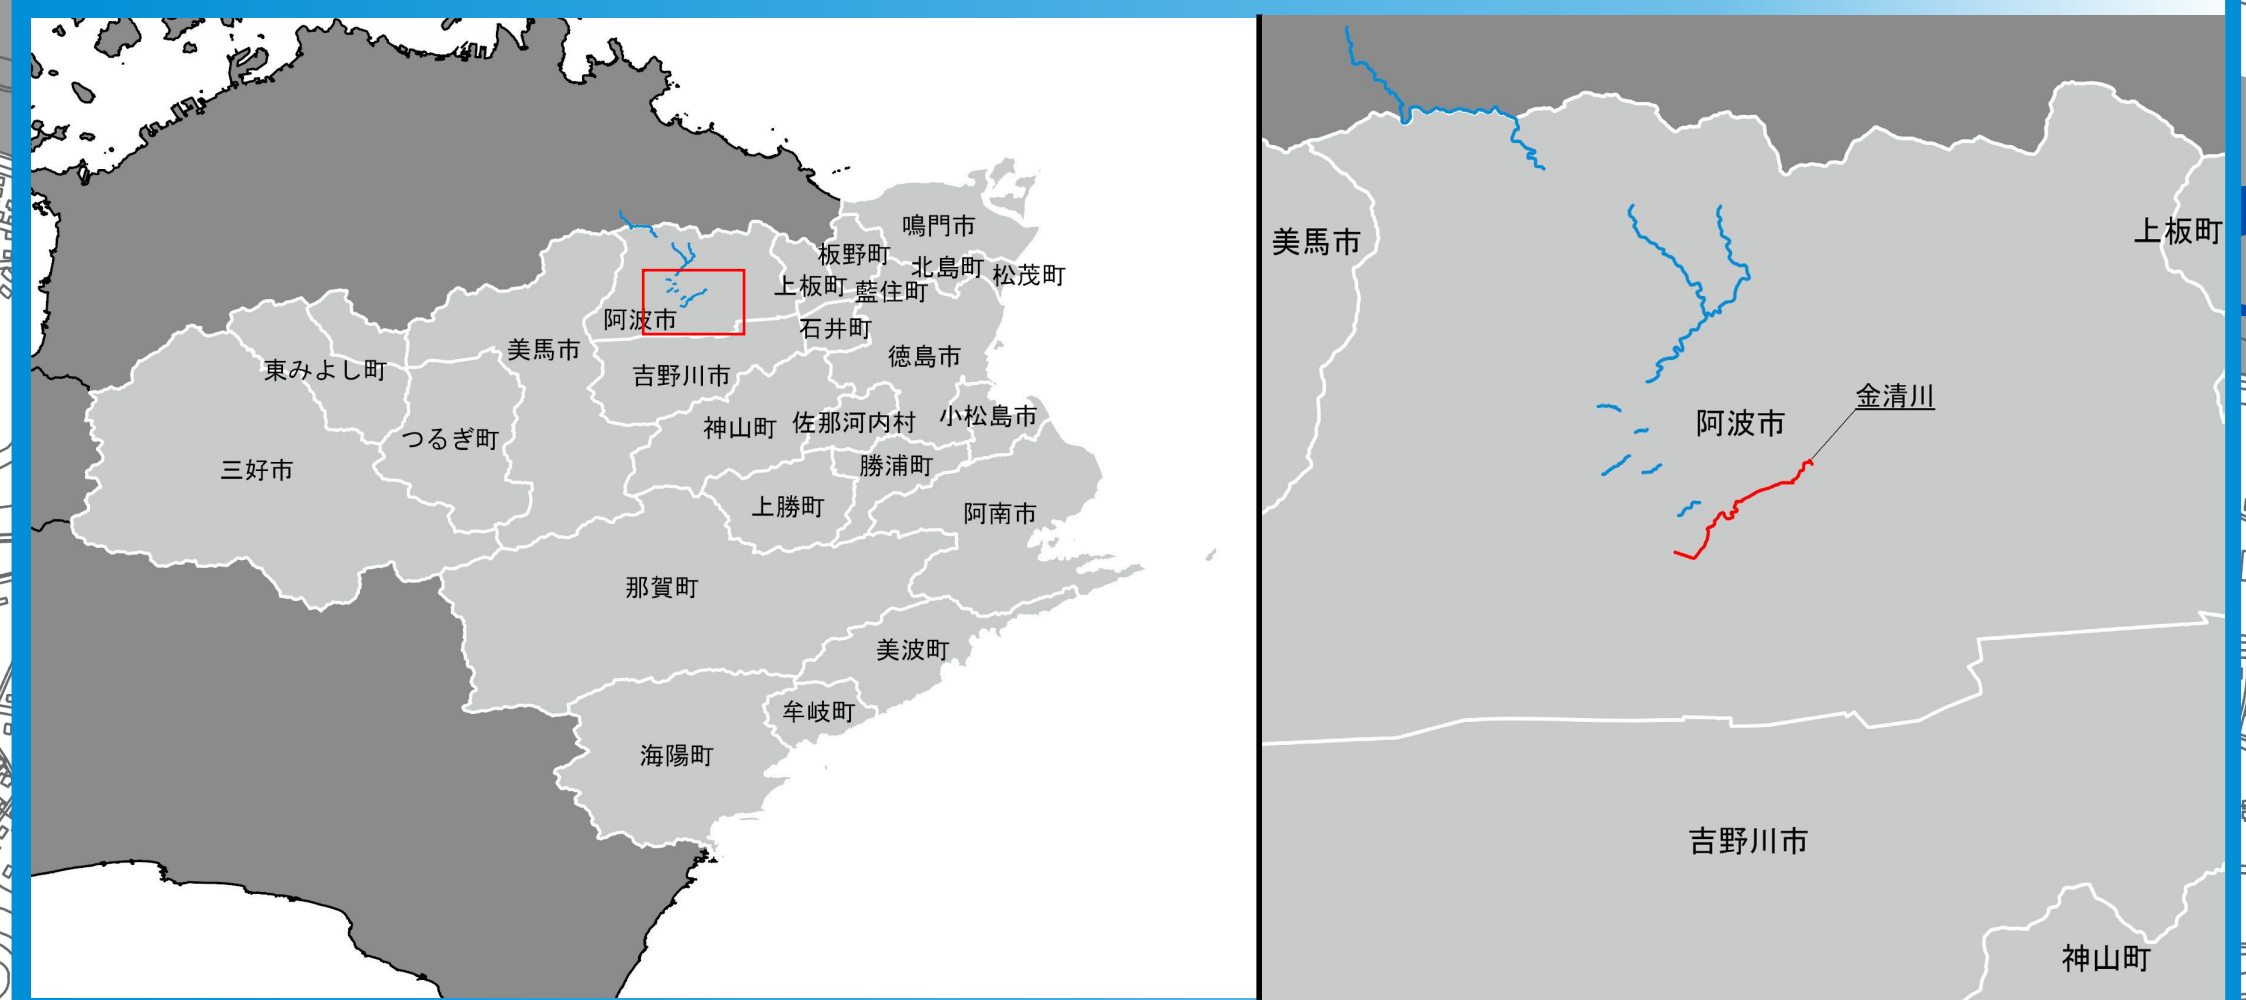 鳴門市
板野町
北島町
松茂町
上板町
藍住町
阿波市
石井町
美馬市
徳島市
東みよし町
吉野川市
小松島市
神山町
佐那河内村
つるぎ町
三好市
勝浦町
上勝町
阿南市
那賀町
美波町
牟岐町
海陽町
美馬市
上板町
金清川
阿波市
吉野川市
神山町